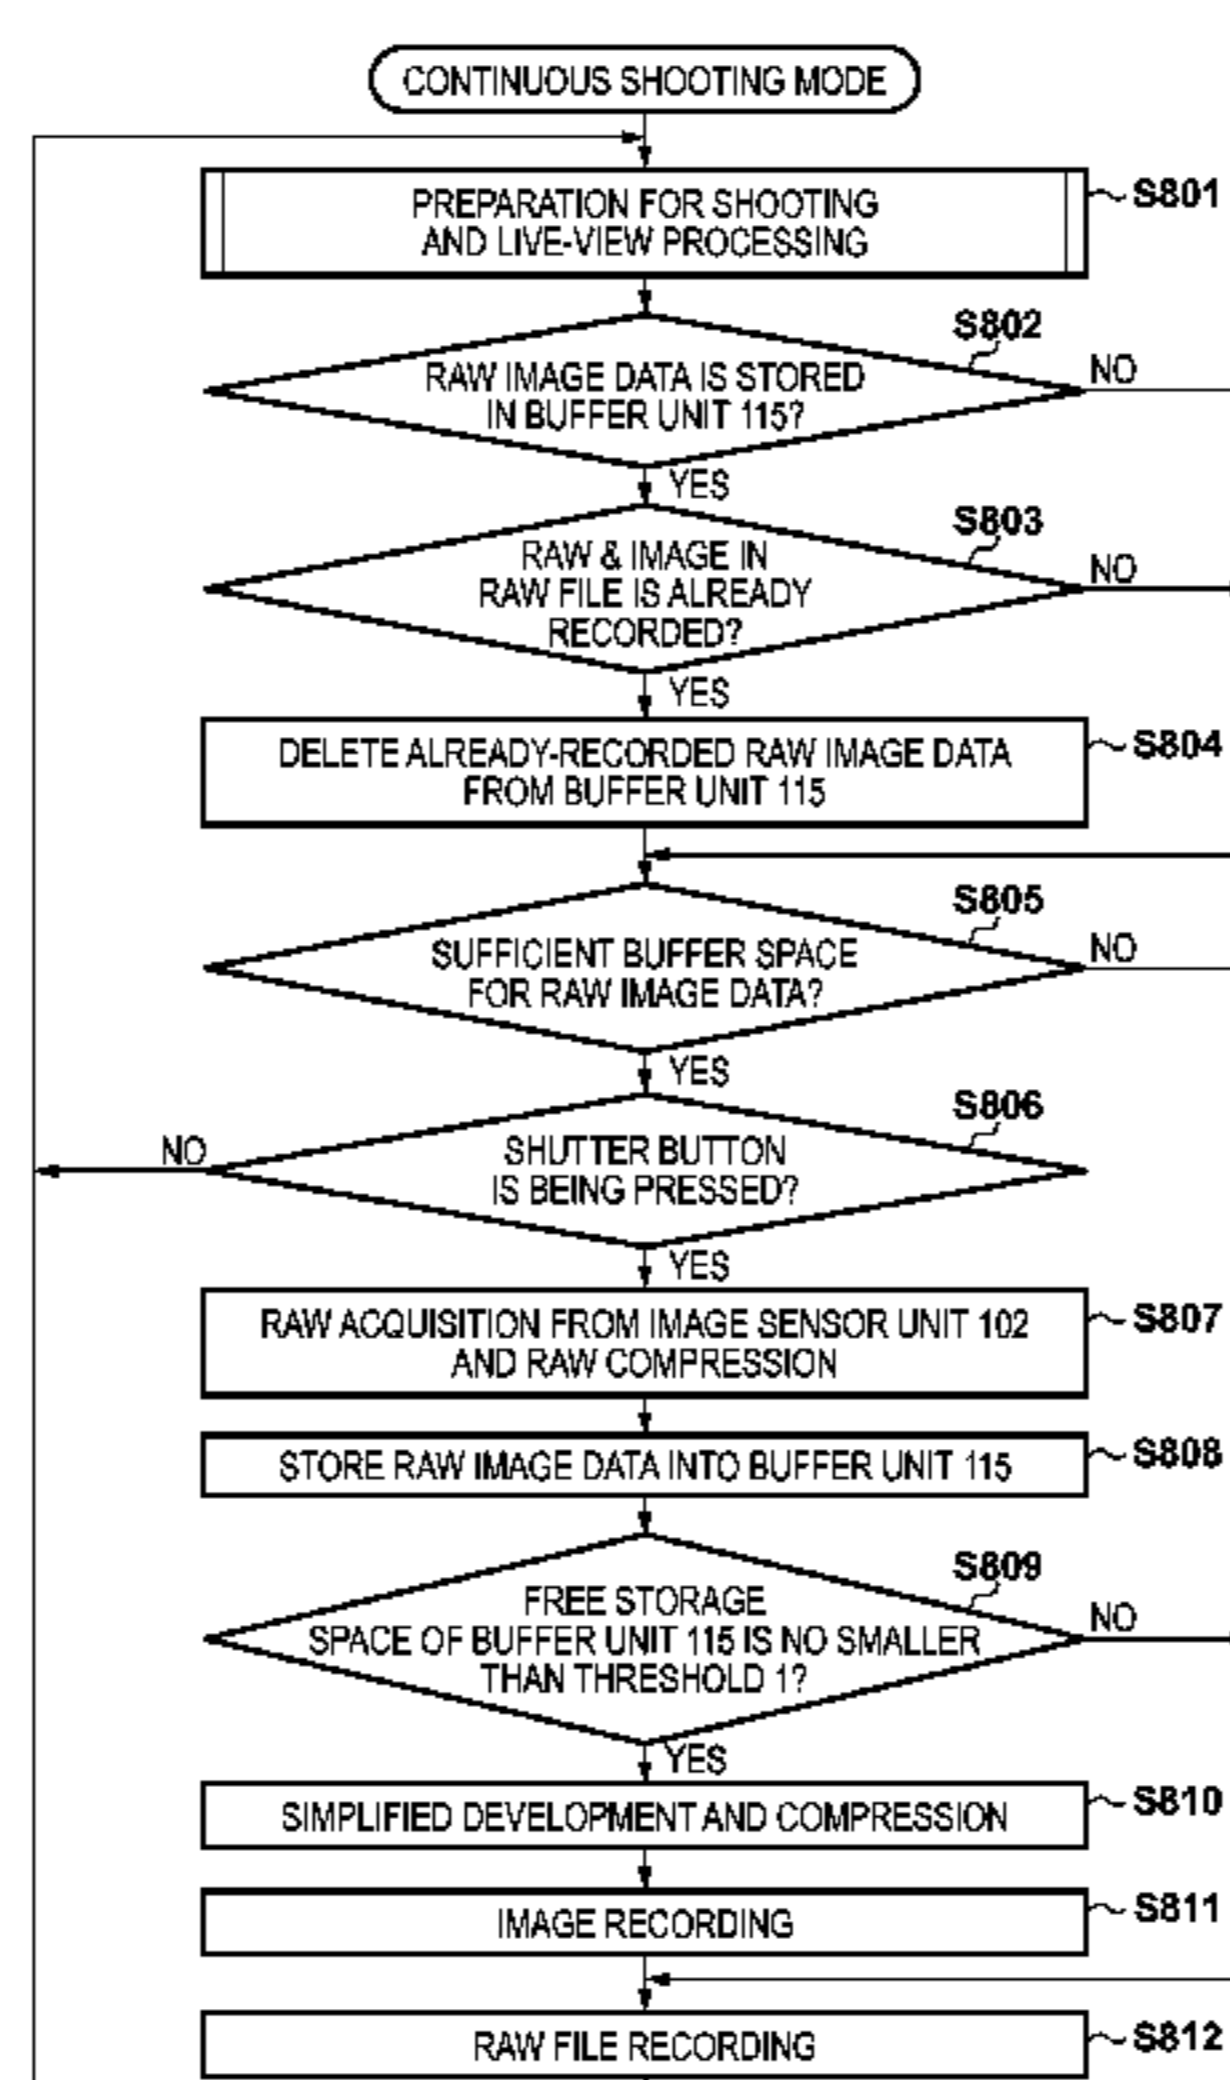 CONTINUOUS SHOOTING MODE
PREPARATION FOR SHOOTING
AND LIVE-VIEW PROCESSING
S801
S802
RAW IMAGE DATA IS STORED
IN BUFFER UNIT 115?
NO
YES
S803
RAW & IMAGE IN
RAW FILE IS ALREADY
RECORDED?
NO
YES
DELETE ALREADY-RECORDED RAW IMAGE DATA
FROM BUFFER UNIT 115
S804
S805
SUFFICIENT BUFFER SPACE
FOR RAW IMAGE DATA?
NO
YES
S806
SHUTTER BUTTON
IS BEING PRESSED?
NO
YES
RAW ACQUISITION FROM IMAGE SENSOR UNIT 102
AND RAW COMPRESSION
S807
STORE RAW IMAGE DATA INTO BUFFER UNIT 115
S808
S809
FREE STORAGE
SPACE OF BUFFER UNIT 115 IS NO SMALLER
THAN THRESHOLD 1?
NO
YES
SIMPLIFIED DEVELOPMENT AND COMPRESSION
S810
IMAGE RECORDING
S811
RAW FILE RECORDING
S812